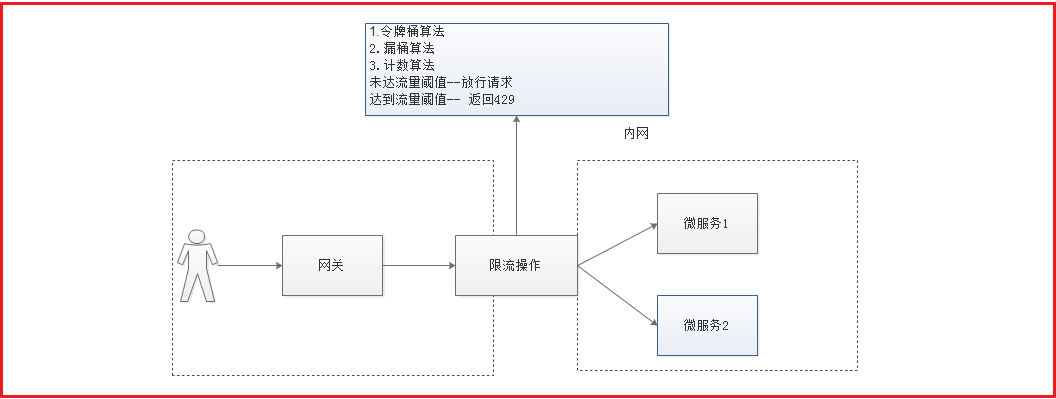 1.令牌桶算法
2.漏桶算法
3.计数算法
未达流量阈值--放行请求
达到流量阈值-- 返回429
内网
网关
限流操作
微服务1
微服务2